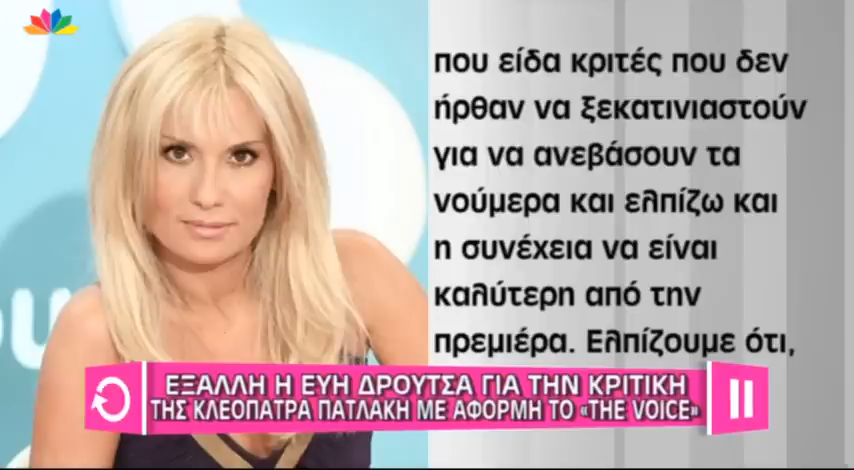 που είδα κριτές που δεν
ήρθαν να ξεκατινιαστούν
για να ανεβάσουν τα
νούμερα και ελπίζω και
η συνέχεια να είναι
καλύτερη από την
πρεμιέρα. Ελπίζουμε ότι,
ΕΞΑΛΛΗ Η ΕΥΗ ΔΡΟΥΤΣΑ ΓΙΑ ΤΗΝ ΚΡΙΤΙΚΗ
ΤΗΣ ΚΛΕΟΠΑΤΡΑ ΠΑΤΛΑΚΗ ΜΕ ΑΦΟΡΜΗ ΤΟ «THE VOICE»